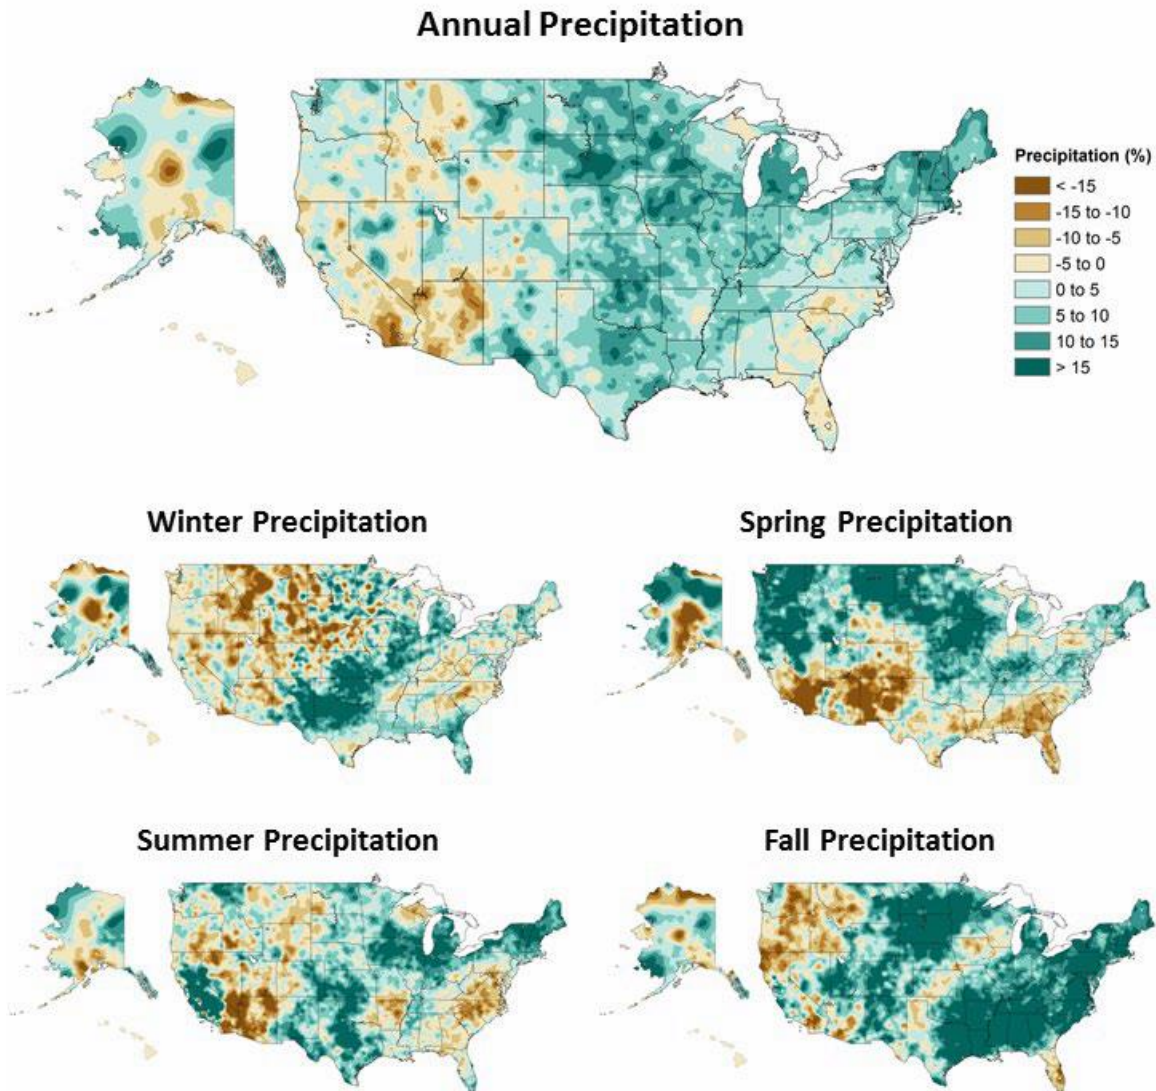 Annual Precipitation
Precipitation (%)
< -15
-15 to -10
-10 to -5
-5 to 0
0 to 5
5 to 10
10 to 15
> 15
Winter Precipitation
Spring Precipitation
Summer Precipitation
Fall Precipitation